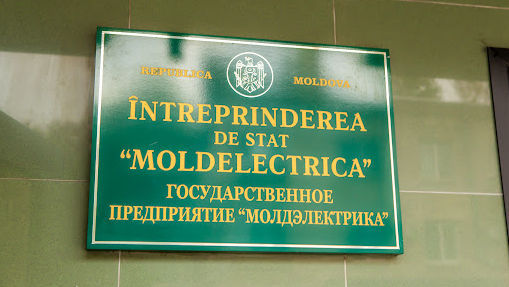 REPUBLICA MOLDOVA
ÎNTREPRINDEREA
DE STAT
“MOLDELECTRICA”
ГОСУДАРСТВЕННОЕ
ПРЕДПРИЯТИЕ “МОЛДЭЛЕКТРИКА”